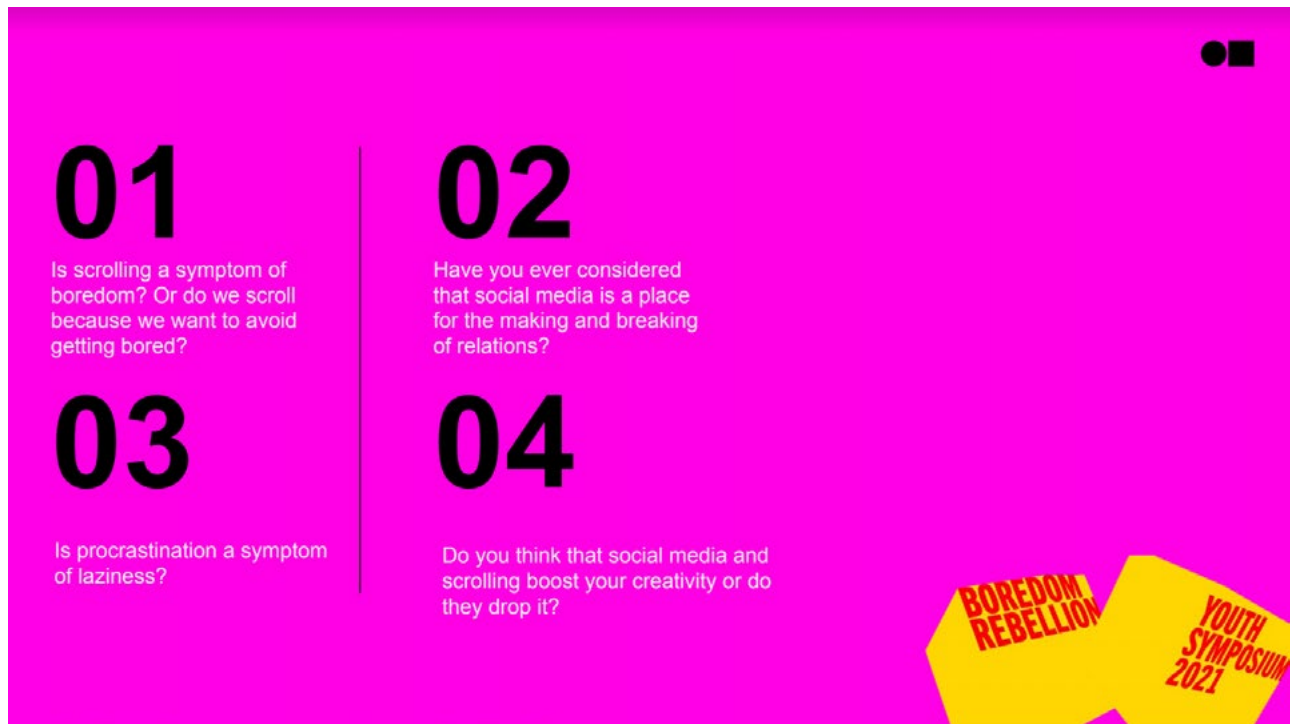 01
Is scrolling a symptom of
boredom? Or do we scroll
because we want to avoid
getting bored?
02
Have you ever considered
that social media is a place
for the making and breaking
of relations?
03
Is procrastination a symptom
of laziness?
04
Do you think that social media and
scrolling boost your creativity or do
they drop it?
BOREDOM
REBELLION
YOUTH
SYMPOSIUM
2021